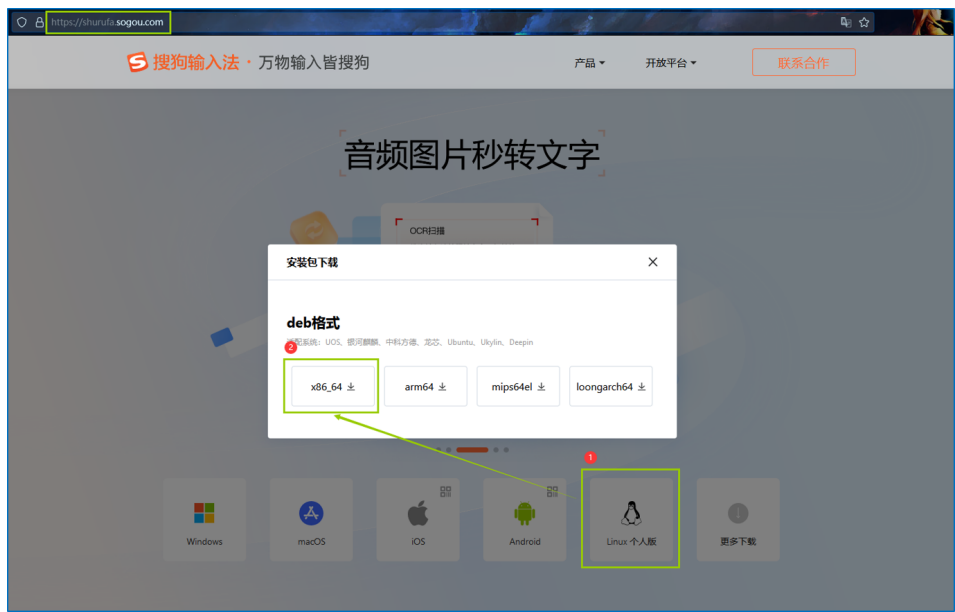 https://shurufa.sogou.com
搜狗输入法 · 万物输入皆搜狗
产品
开放平台
联系合作
音频图片秒转文字
OCR扫描
安装包下载
deb格式
配系统：UOS、银河麒麟、中科方德、龙芯、Ubuntu、Ukylin、Deepin
2
x86_64
arm64
mips64el
loongarch64
1
Windows
macOS
iOS
Android
Linux 个人版
更多下载